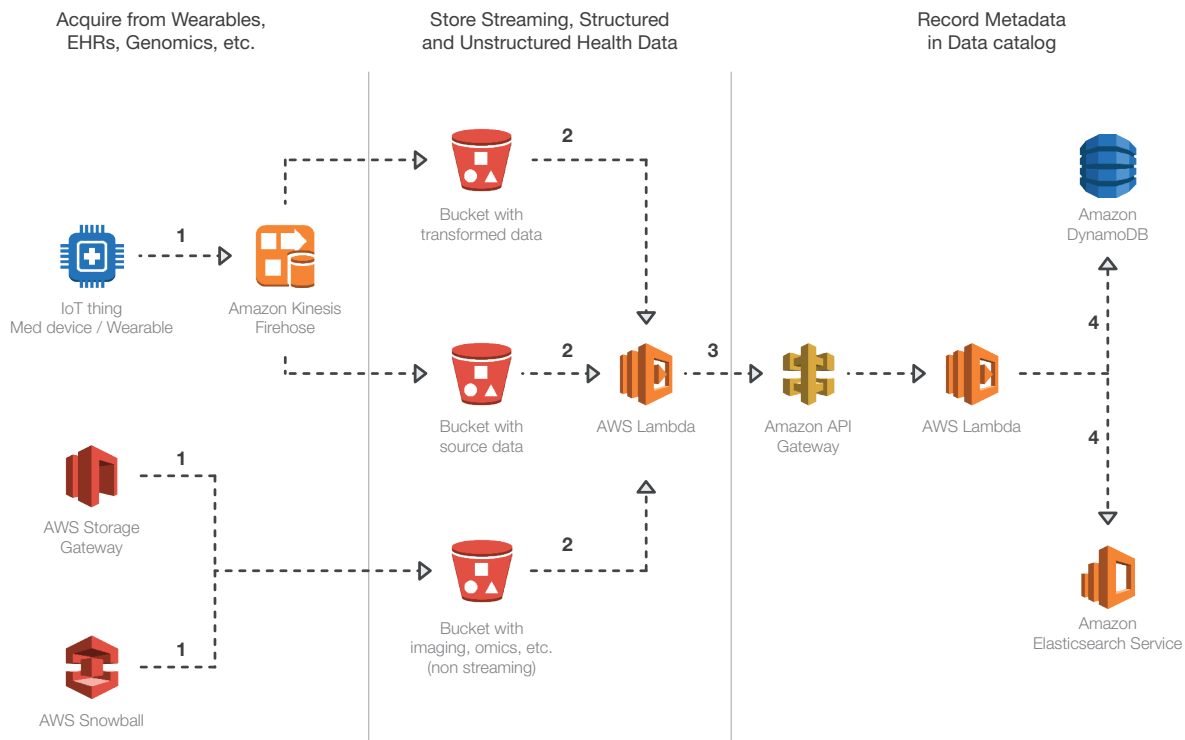 Acquire from Wearables,
EHRs, Genomics, etc.
Store Streaming, Structured
and Unstructured Health Data
Record Metadata
in Data catalog
2
Bucket with
transformed data
Amazon
DynamoDB
1
IoT thing
Med device / Wearable
Amazon Kinesis
Firehose
2
3
4
Bucket with
source data
AWS Lambda
Amazon API
Gateway
AWS Lambda
4
1
AWS Storage
Gateway
2
Bucket with
imaging, omics, etc.
(non streaming)
Amazon
Elasticsearch Service
1
AWS Snowball